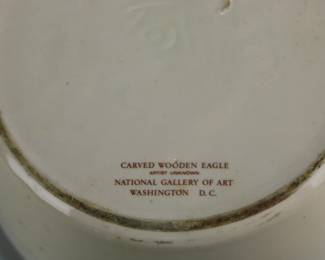 CARVED WOODEN EAGLE
ARTIST UNKNOWN
NATIONAL GALLERY OF ART
WASHINGTON D.C.